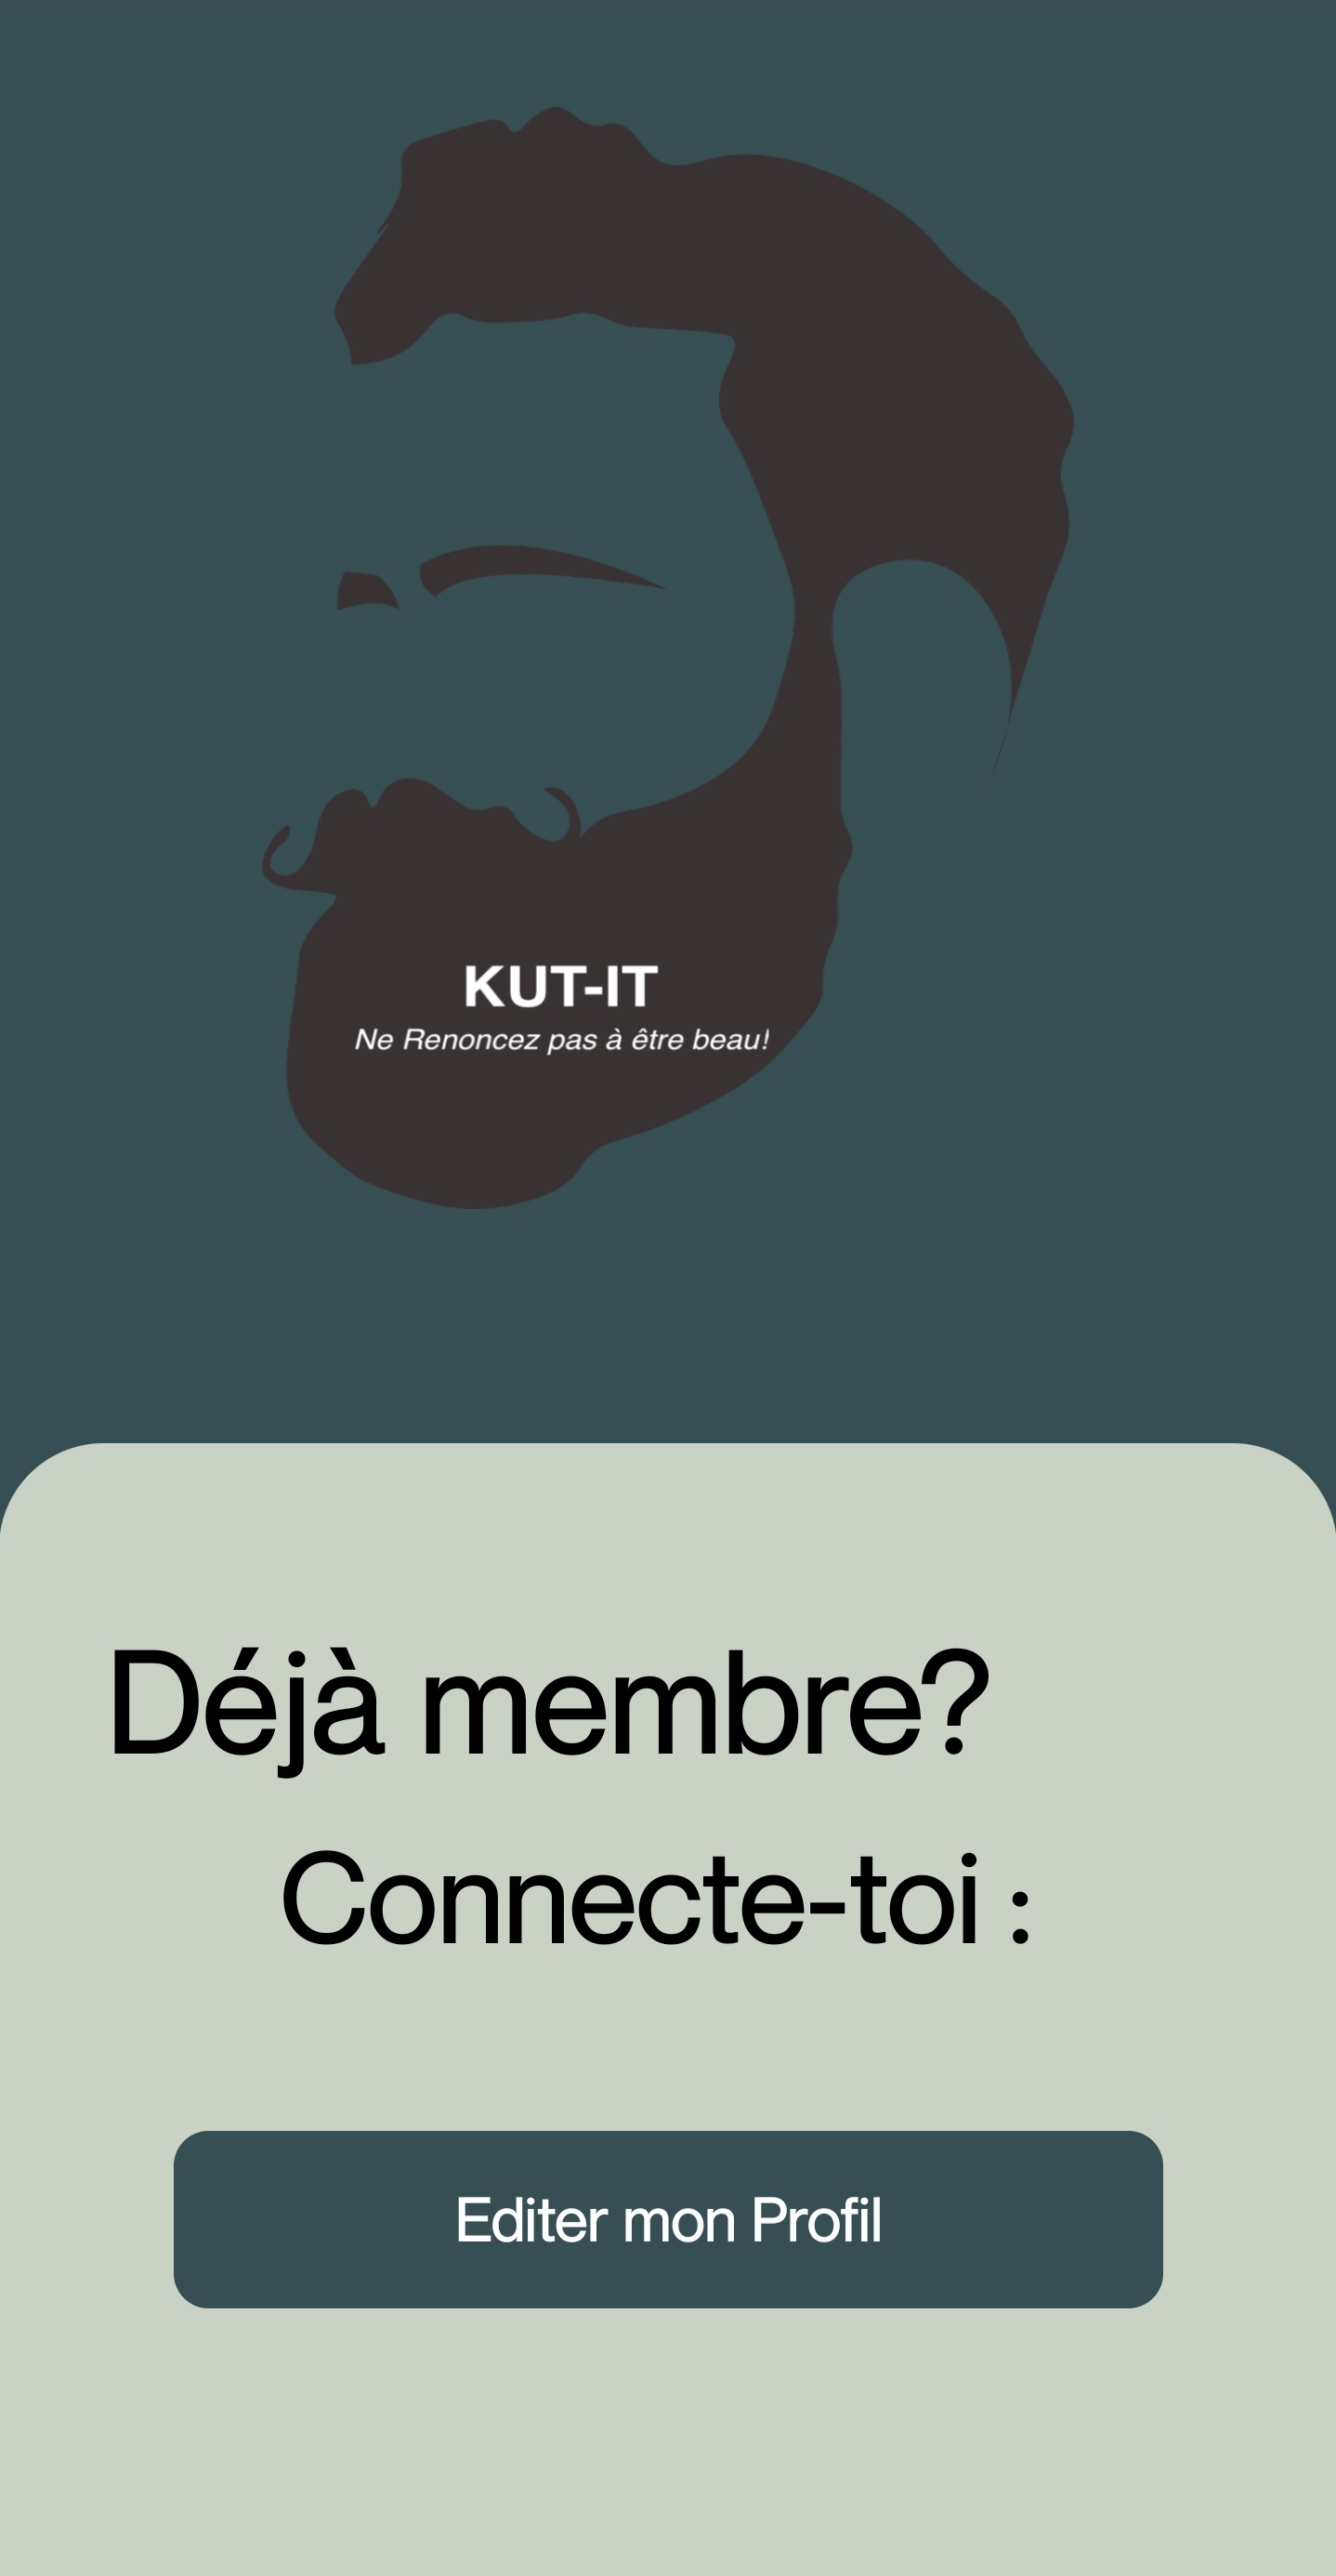 KUT-IT
Ne Renoncez pas à être beau!
Déjà membre?
Connecte-toi :
Editer mon Profil